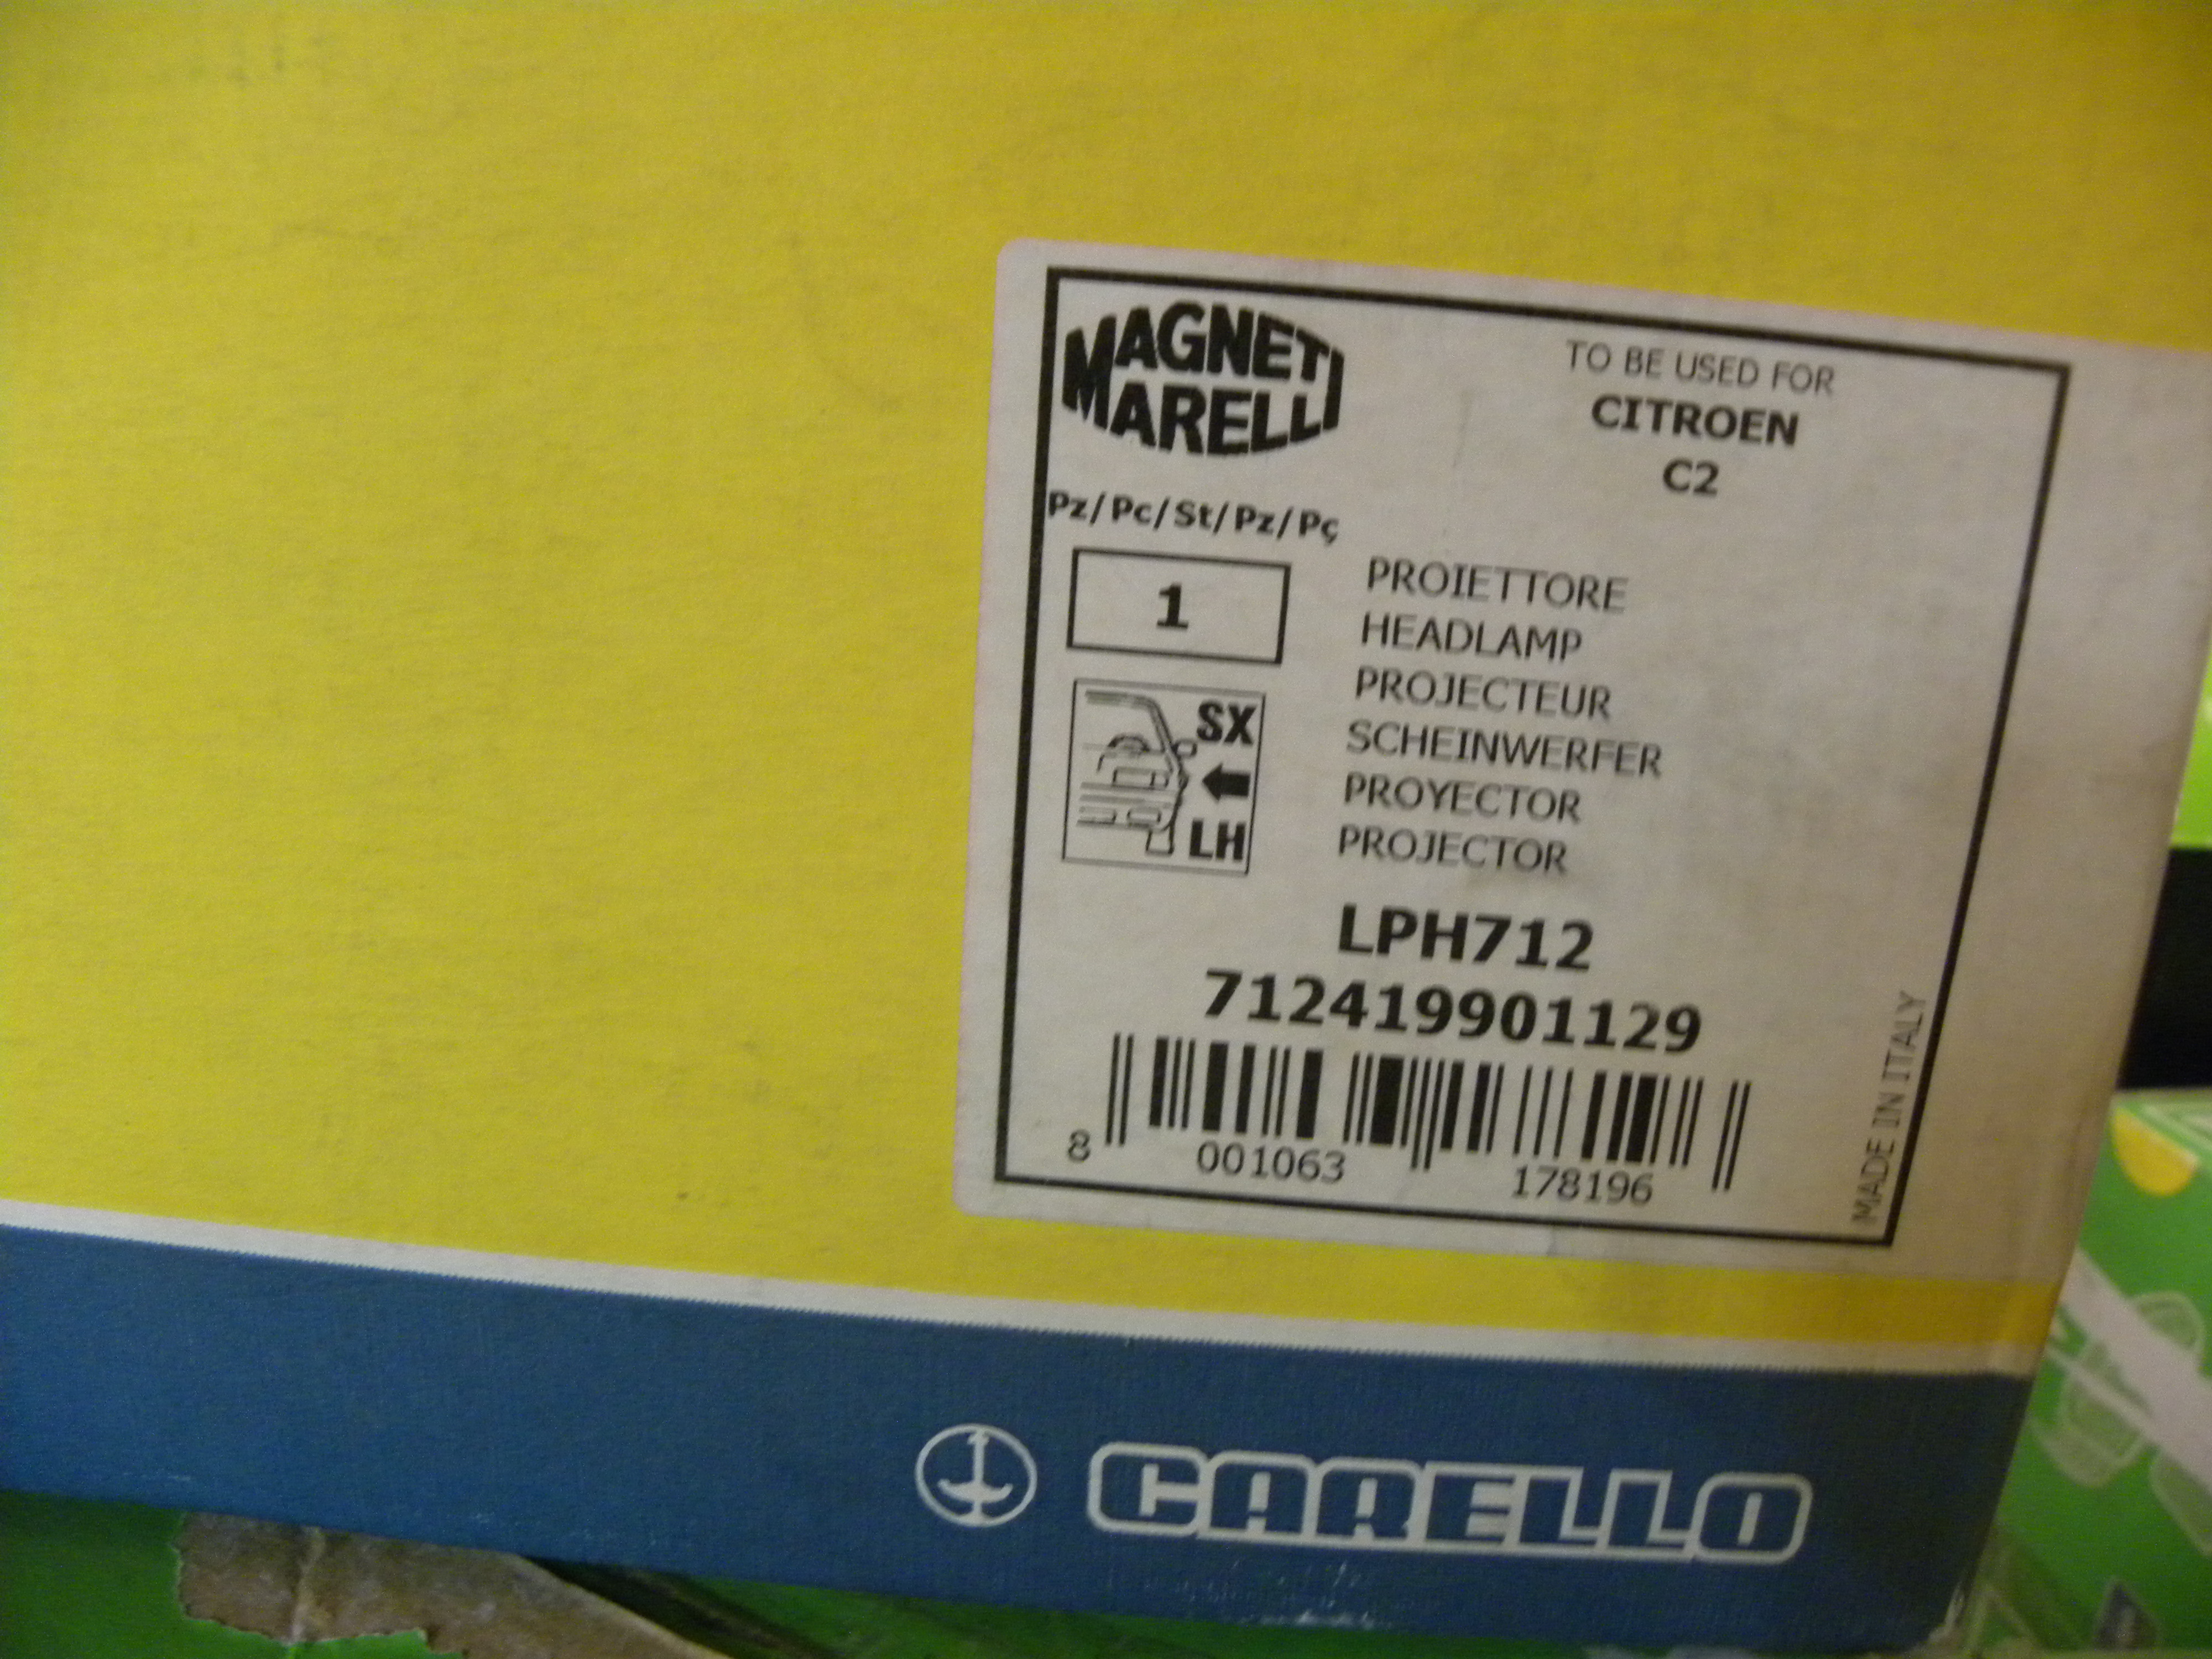 MAGNETI
MARELLI
TO BE USED FOR
CITROEN
C2
Pz/Pc/St/Pz/Pç
1
SX
LH
PROIETTORE
HEADLAMP
PROJECTEUR
SCHEINWERFER
PROYECTOR
PROJECTOR
LPH712
712419901129
8 001063 178196
MADE IN ITALY
CARELLO